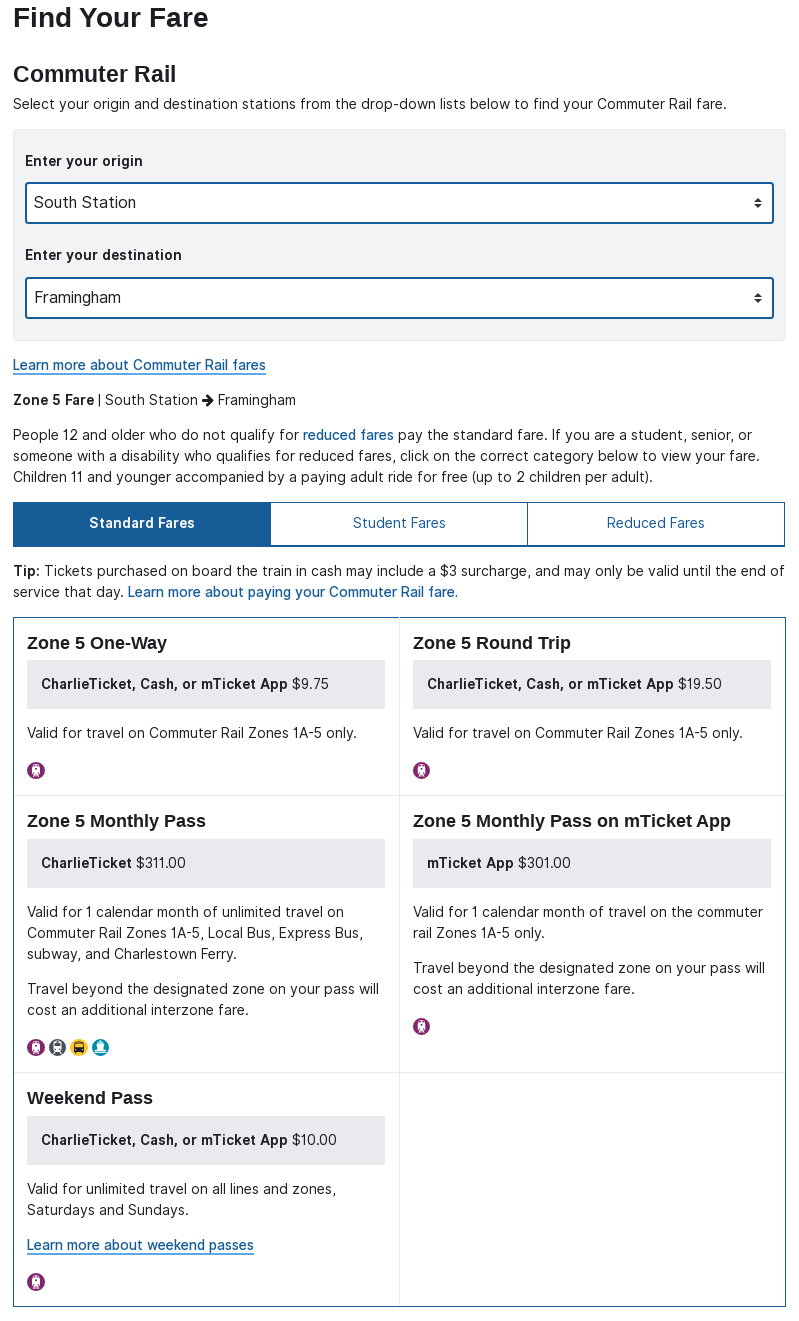 Find Your Fare
Commuter Rail
Select your origin and destination stations from the drop-down lists below to find your Commuter Rail fare.
Enter your origin
South Station
Enter your destination
Framingham
Learn more about Commuter Rail fares
Zone 5 Fare | South Station → Framingham
People 12 and older who do not qualify for reduced fares pay the standard fare. If you are a student, senior, or
someone with a disability who qualifies for reduced fares, click on the correct category below to view your fare.
Children 11 and younger accompanied by a paying adult ride for free (up to 2 children per adult).
Standard Fares
Student Fares
Reduced Fares
Tip: Tickets purchased on board the train in cash may include a $3 surcharge, and may only be valid until the end of
service that day. Learn more about paying your Commuter Rail fare.
Zone 5 One-Way
CharlieTicket, Cash, or mTicket App $9.75
Valid for travel on Commuter Rail Zones 1A-5 only.
Zone 5 Round Trip
CharlieTicket, Cash, or mTicket App $19.50
Valid for travel on Commuter Rail Zones 1A-5 only.
Zone 5 Monthly Pass
CharlieTicket $311.00
Valid for 1 calendar month of unlimited travel on
Commuter Rail Zones 1A-5, Local Bus, Express Bus,
subway, and Charlestown Ferry.
Travel beyond the designated zone on your pass will
cost an additional interzone fare.
Zone 5 Monthly Pass on mTicket App
mTicket App $301.00
Valid for 1 calendar month of travel on the commuter
rail Zones 1A-5 only.
Travel beyond the designated zone on your pass will
cost an additional interzone fare.
Weekend Pass
CharlieTicket, Cash, or mTicket App $10.00
Valid for unlimited travel on all lines and zones,
Saturdays and Sundays.
Learn more about weekend passes